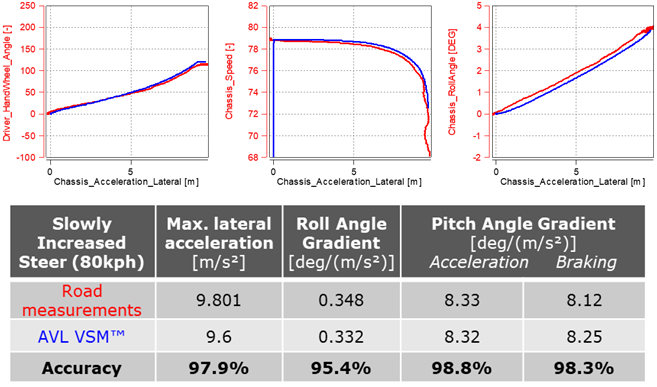 Driver_HandWheel_Angle [-]
250
200
150
100
50
0
-50
-100
0
5
Chassis_Acceleration_Lateral [m]
Chassis_Speed [-]
80
78
76
74
72
70
68
0
5
Chassis_Acceleration_Lateral [m]
Chassis_RollAngle [DEG]
5
4
3
2
1
0
-1
-2
0
5
Chassis_Acceleration_Lateral [m]
Slowly Increased Steer (80kph)
Max. lateral acceleration [m/s²]
Roll Angle Gradient [deg/(m/s²)]
Pitch Angle Gradient
[deg/(m/s²)]
Acceleration Braking
Road measurements 9.801 0.348 8.33 8.12
AVL VSM™ 9.6 0.332 8.32 8.25
Accuracy 97.9% 95.4% 98.8% 98.3%